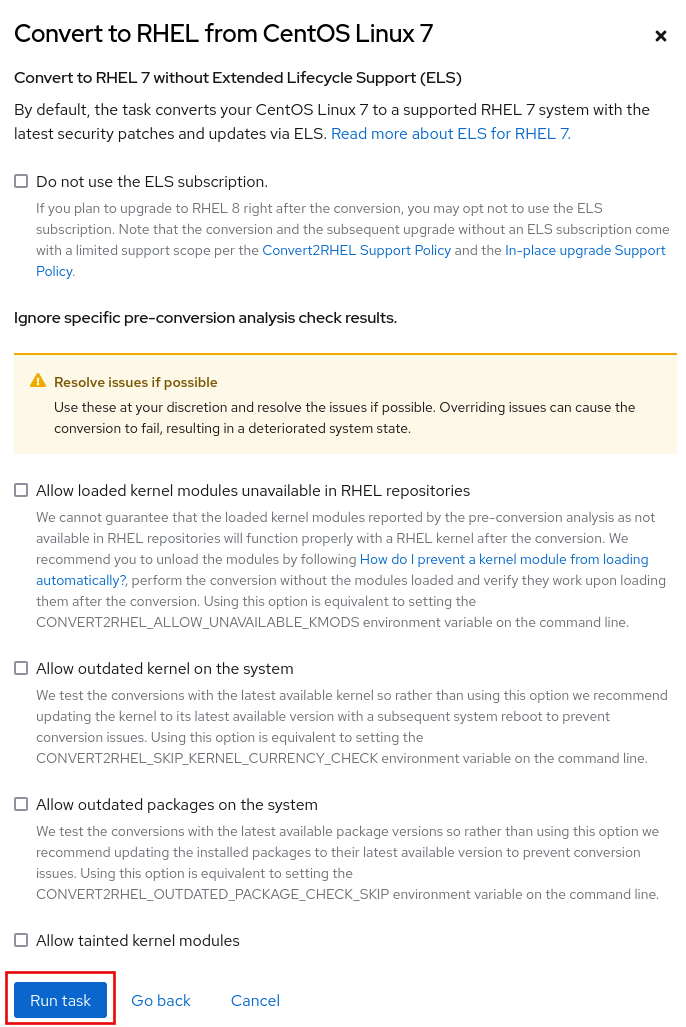 Convert to RHEL from CentOS Linux 7
Convert to RHEL 7 without Extended Lifecycle Support (ELS)
By default, the task converts your CentOS Linux 7 to a supported RHEL 7 system with the
latest security patches and updates via ELS. Read more about ELS for RHEL 7.
Do not use the ELS subscription.
If you plan to upgrade to RHEL 8 right after the conversion, you may opt not to use the ELS
subscription. Note that the conversion and the subsequent upgrade without an ELS subscription come
with a limited support scope per the Convert2RHEL Support Policy and the In-place upgrade Support
Policy.
Ignore specific pre-conversion analysis check results.
Resolve issues if possible
Use these at your discretion and resolve the issues if possible. Overriding issues can cause the
conversion to fail, resulting in a deteriorated system state.
Allow loaded kernel modules unavailable in RHEL repositories
We cannot guarantee that the loaded kernel modules reported by the pre-conversion analysis as not
available in RHEL repositories will function properly with a RHEL kernel after the conversion. We
recommend you to unload the modules by following How do I prevent a kernel module from loading
automatically?, perform the conversion without the modules loaded and verify they work upon loading
them after the conversion. Using this option is equivalent to setting the
CONVERT2RHEL_ALLOW_UNAVAILABLE_KMODS environment variable on the command line.
Allow outdated kernel on the system
We test the conversions with the latest available kernel so rather than using this option we recommend
updating the kernel to its latest available version with a subsequent system reboot to prevent
conversion issues. Using this option is equivalent to setting the
CONVERT2RHEL_SKIP_KERNEL_CURRENCY_CHECK environment variable on the command line.
Allow outdated packages on the system
We test the conversions with the latest available package versions so rather than using this option we
recommend updating the installed packages to their latest available version to prevent conversion
issues. Using this option is equivalent to setting the
CONVERT2RHEL_OUTDATED_PACKAGE_CHECK_SKIP environment variable on the command line.
Allow tainted kernel modules
Run task Go back Cancel